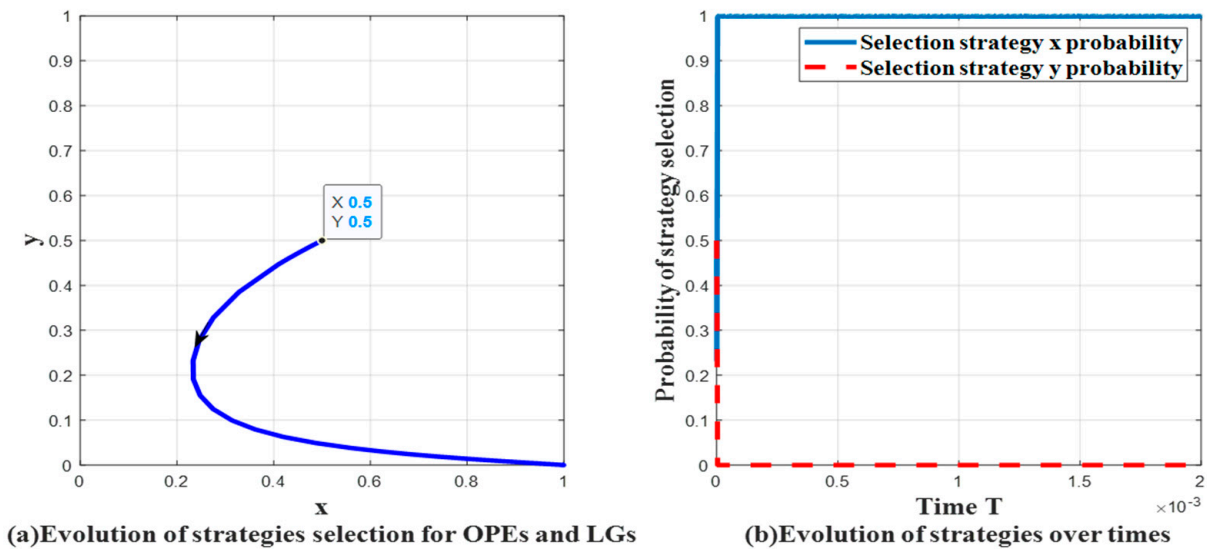 1
0.9
0.8
0.7
0.6
0.5
0.4
0.3
0.2
0.1
0
y
X 0.5
Y 0.5
0 0.2 0.4 0.6 0.8 1
x
(a)Evolution of strategies selection for OPEs and LGs
1
0.9
0.8
0.7
0.6
0.5
0.4
0.3
0.2
0.1
0
Probability of strategy selection
Selection strategy x probability
Selection strategy y probability
0 0.5 1 1.5 2
Time T
×10⁻³
(b)Evolution of strategies over times